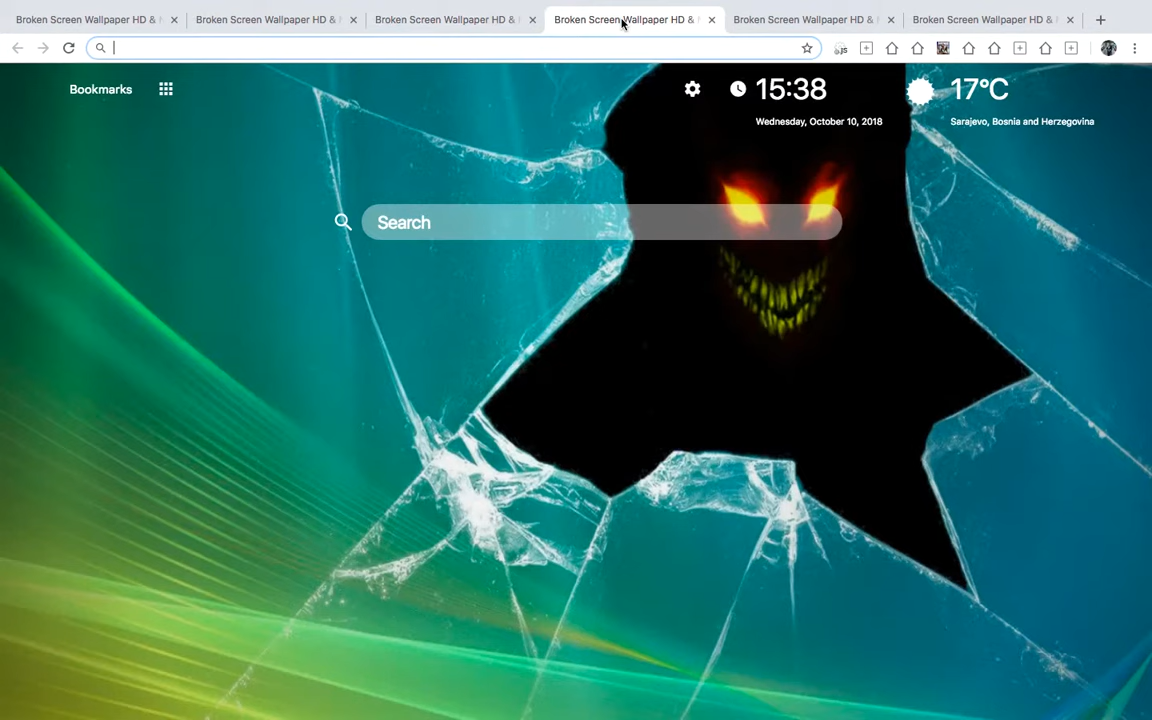 Broken Screen Wallpaper HD &
Broken Screen Wallpaper HD &
Broken Screen Wallpaper HD &
Broken Screen Wallpaper HD &
Broken Screen Wallpaper HD &
Broken Screen Wallpaper HD &
JS
Bookmarks
15:38
17°C
Wednesday, October 10, 2018
Sarajevo, Bosnia and Herzegovina
Search